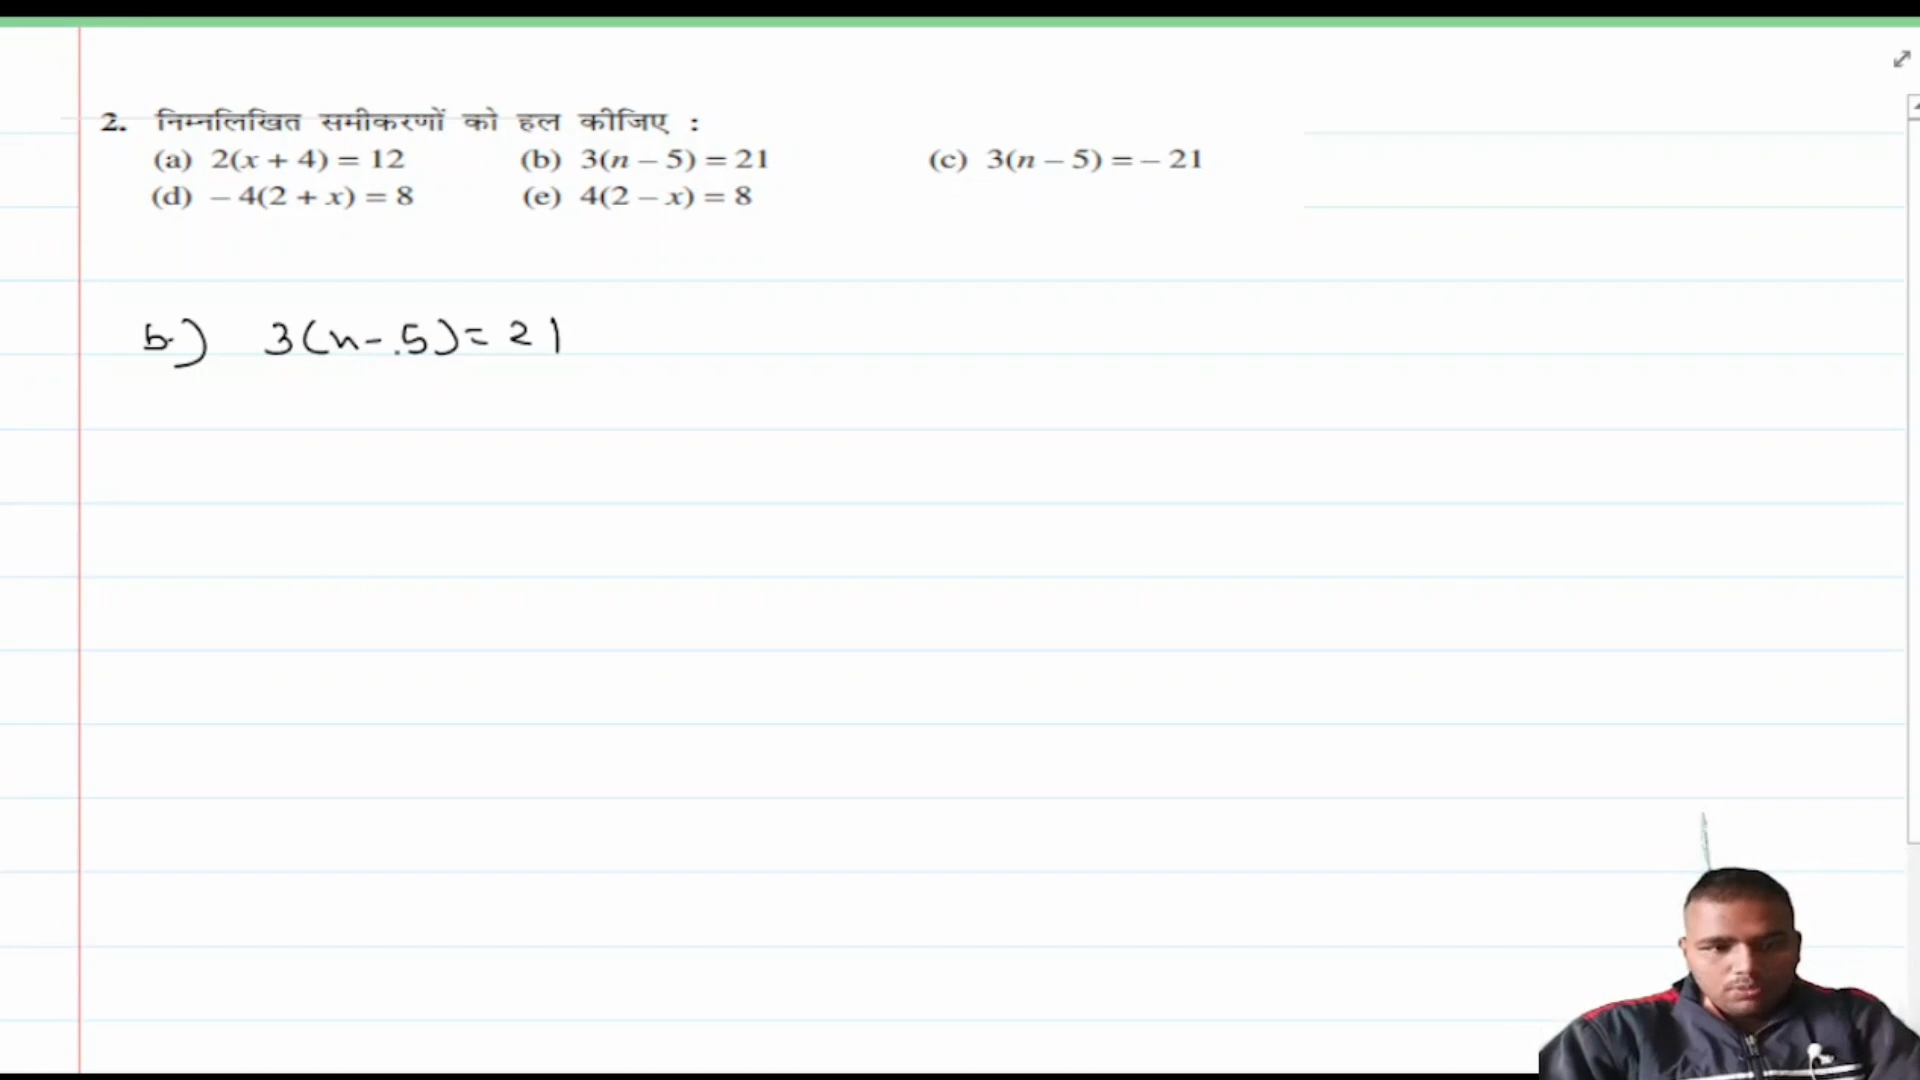 2. निम्नलिखित समीकरणों को हल कीजिए :
(a) 2(x + 4) = 12 (b) 3(n – 5) = 21 (c) 3(n – 5) = – 21
(d) – 4(2 + x) = 8 (e) 4(2 – x) = 8
b) 3(n-5)=21